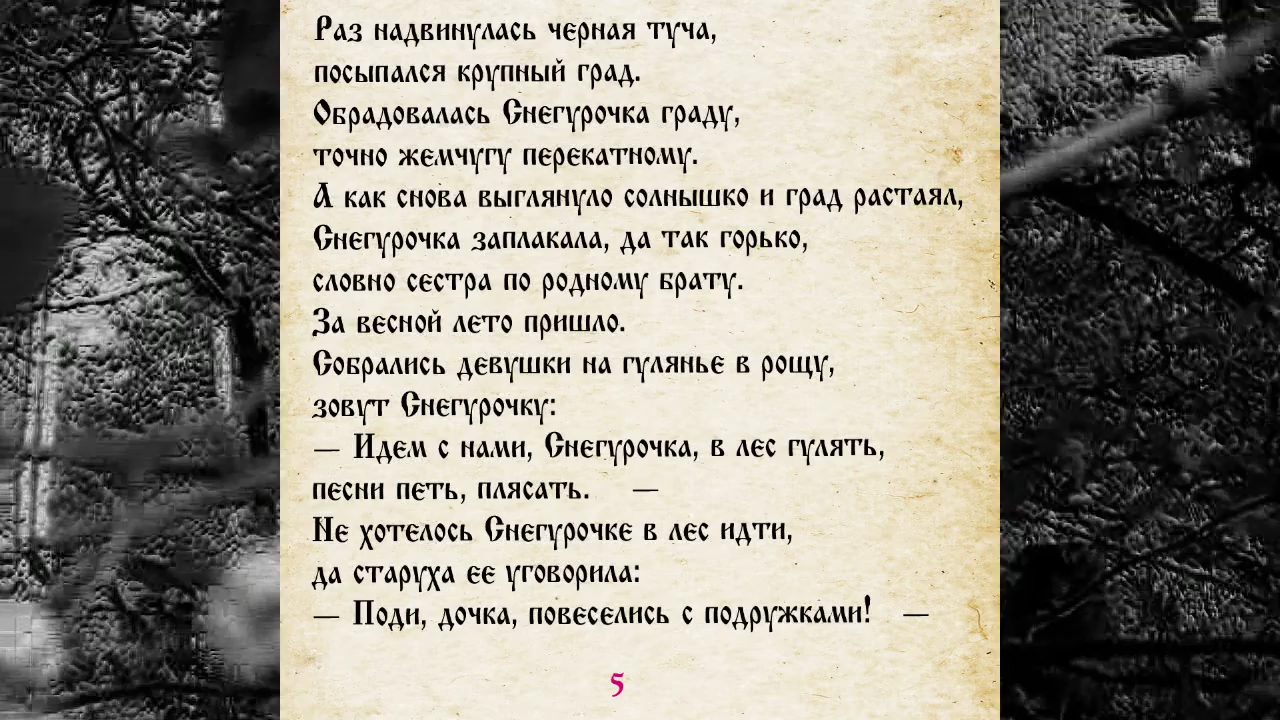 Раз надвинулась черная туча,
посыпался крупный град.
Обрадовалась Снегурочка граду,
точно жемчугу перекатному.
А как снова выглянуло солнышко и град растаял,
Снегурочка заплакала, да так горько,
словно сестра по родному брату.
За весной лето пришло.
Собрались девушки на гулянье в рощу,
зовут Снегурочку:
— Идем с нами, Снегурочка, в лес гулять,
песни петь, плясать. —
Не хотелось Снегурочке в лес идти,
да старуха ее уговорила:
— Поди, дочка, повеселись с подружками! —
5